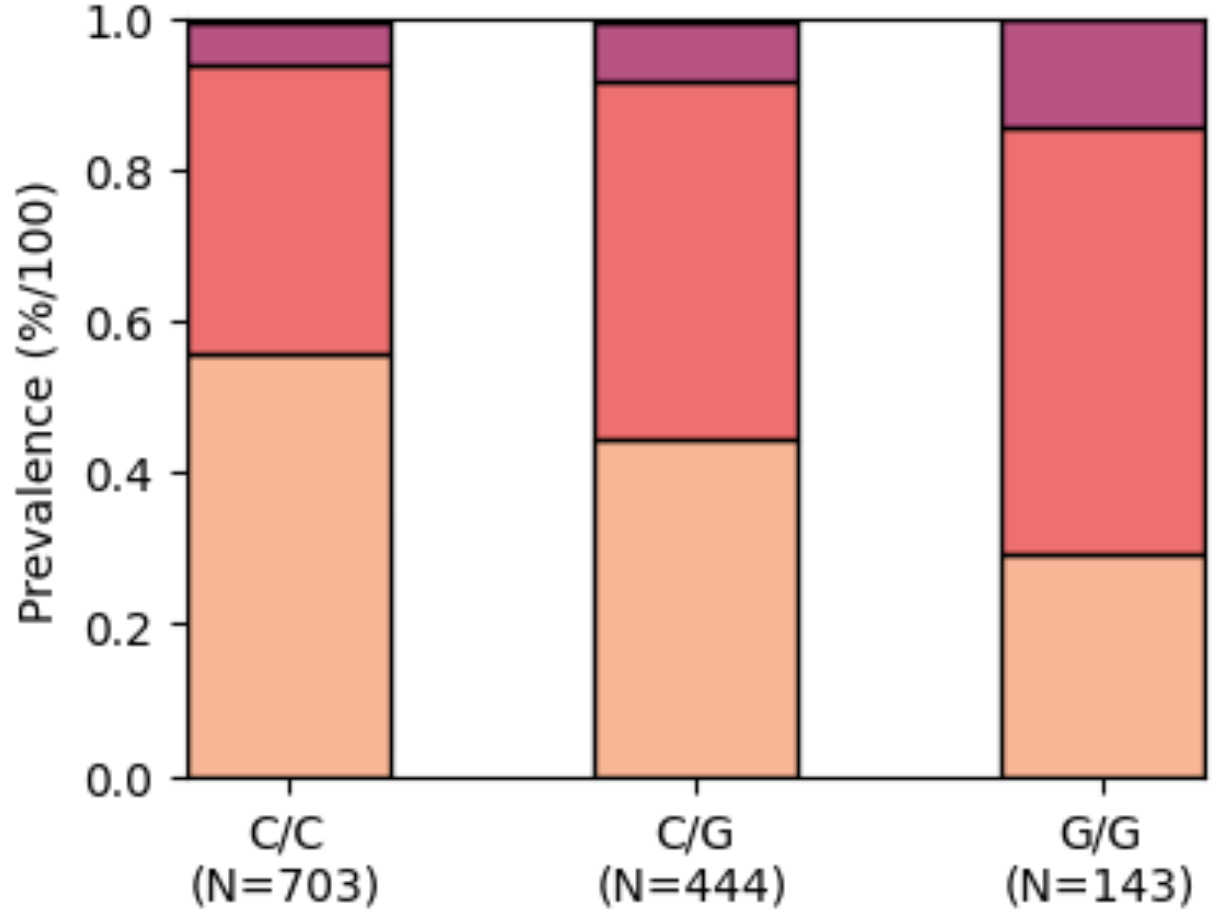 Prevalence (%/100)
1.0
0.8
0.6
0.4
0.2
0.0
C/C
(N=703)
C/G
(N=444)
G/G
(N=143)